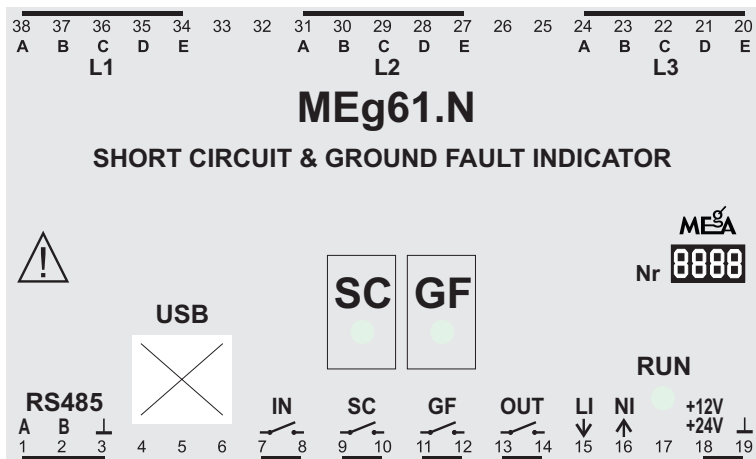 38 37 36 35 34 33 32 31 30 29 28 27 26 25 24 23 22 21 20
A B C D E A B C D E A B C D E
L1 L2 L3
MEg61.N
SHORT CIRCUIT & GROUND FAULT INDICATOR
MEgA
Nr 8888
SC GF
USB
RUN
RS485 IN SC GF OUT LI NI +12V
A B +24V
1 2 3 4 5 6 7 8 9 10 11 12 13 14 15 16 17 18 19